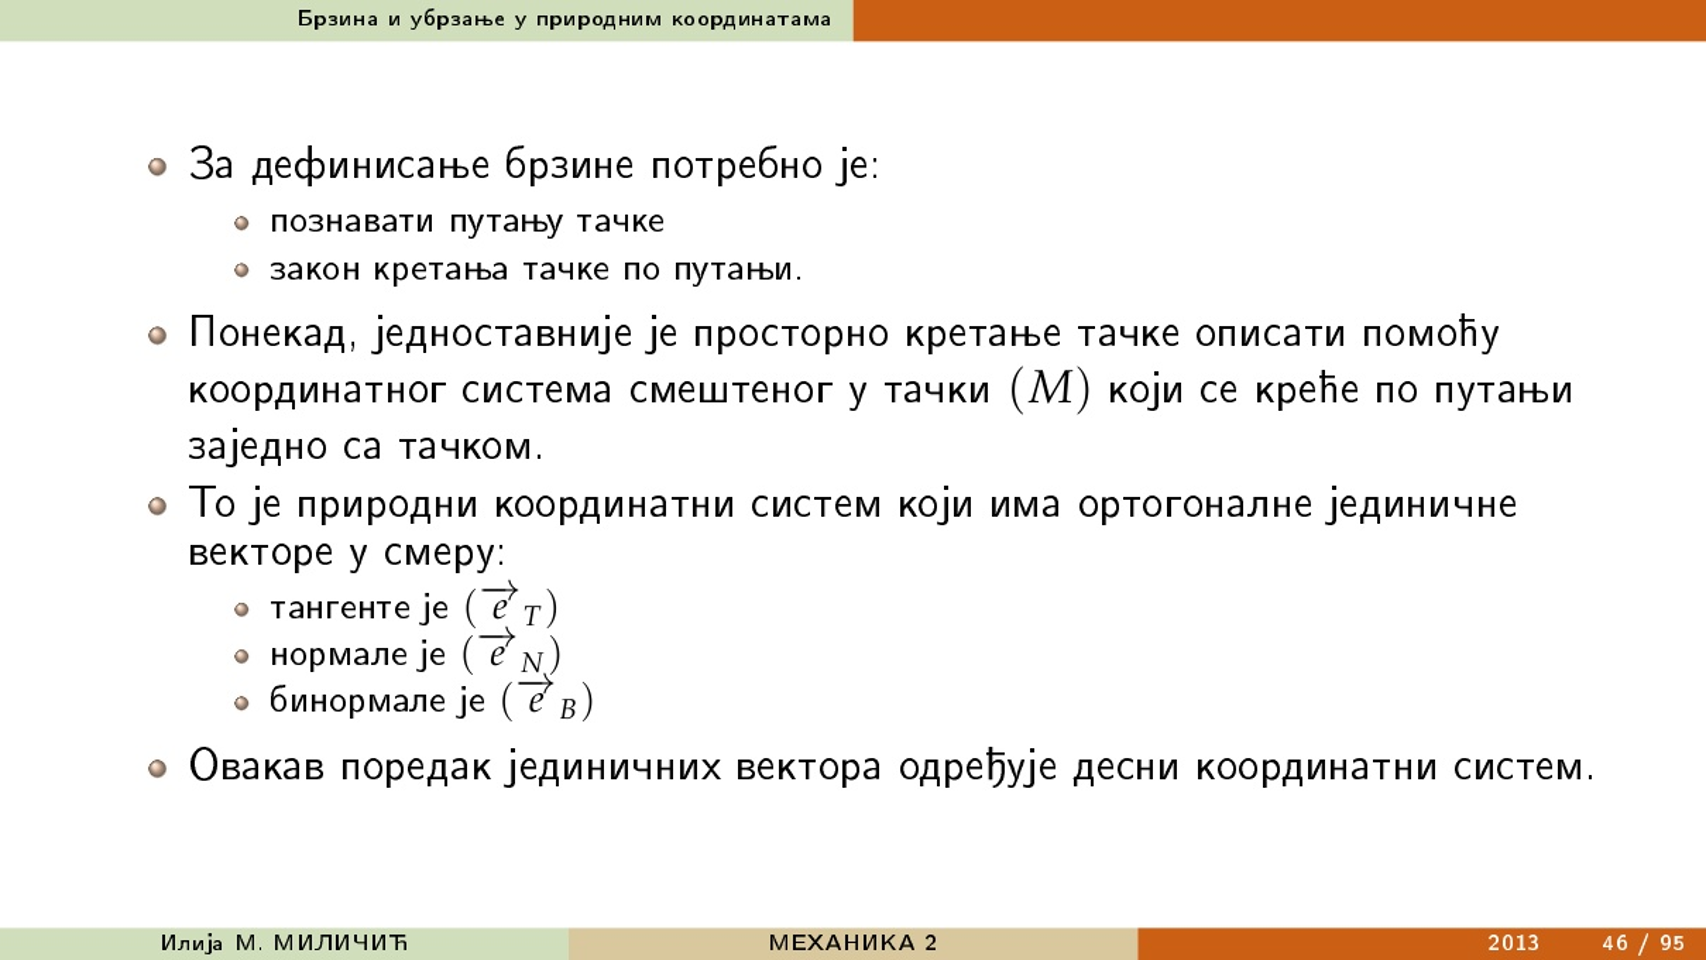 Брзина и убрзање у природним координатама
За дефинисање брзине потребно је:
познавати путању тачке
закон кретања тачке по путањи.
Понекад, једноставније је просторно кретање тачке описати помоћу
координатног система смештеног у тачки (M) који се креће по путањи
заједно са тачком.
То је природни координатни систем који има ортогоналне јединичне
векторе у смеру:
тангенте је (e⃗_T)
нормале је (e⃗_N)
бинормале је (e⃗_B)
Овакав поредак јединичних вектора одређује десни координатни систем.
Илија М. МИЛИЧИЋ МЕХАНИКА 2 2013 46 / 95